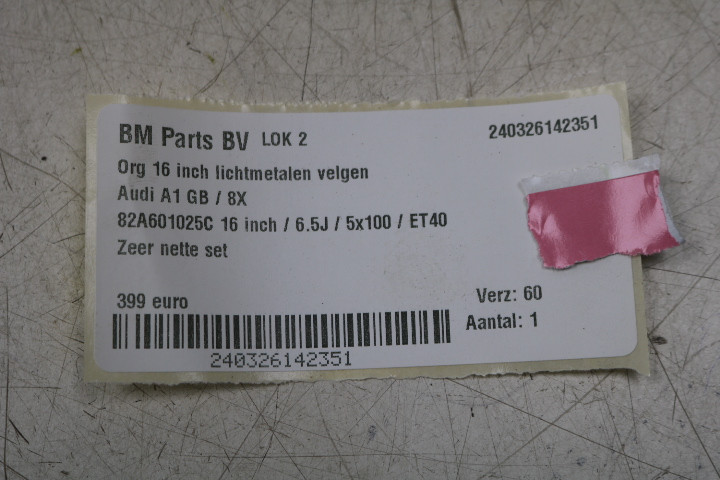 BM Parts BV LOK 2 240326142351
Org 16 inch lichtmetalen velgen
Audi A1 GB / 8X
82A601025C 16 inch / 6.5J / 5x100 / ET40
Zeer nette set
399 euro Verz: 60
Aantal: 1
240326142351